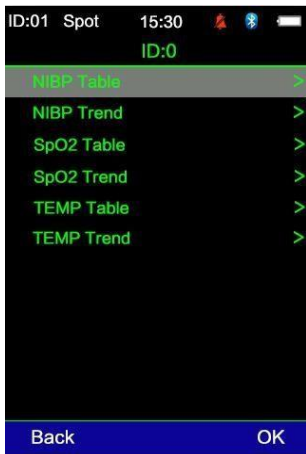 ID:01 Spot 15:30
ID:0
NIBP Table >
NIBP Trend >
SpO2 Table >
SpO2 Trend >
TEMP Table >
TEMP Trend >
Back OK